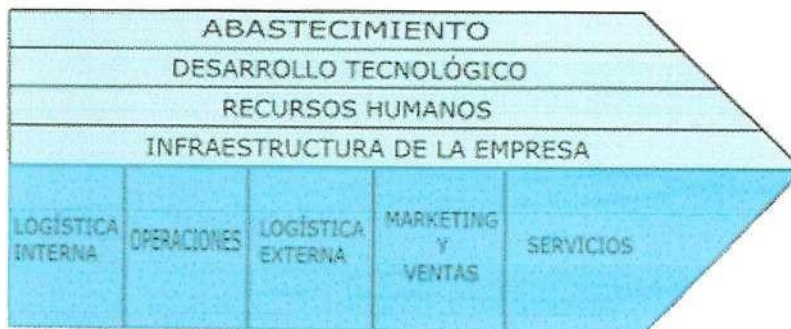 ABASTECIMIENTO
DESARROLLO TECNOLÓGICO
RECURSOS HUMANOS
INFRAESTRUCTURA DE LA EMPRESA
LOGÍSTICA
INTERNA
OPERACIONES
LOGÍSTICA
EXTERNA
MARKETING
Y
VENTAS
SERVICIOS